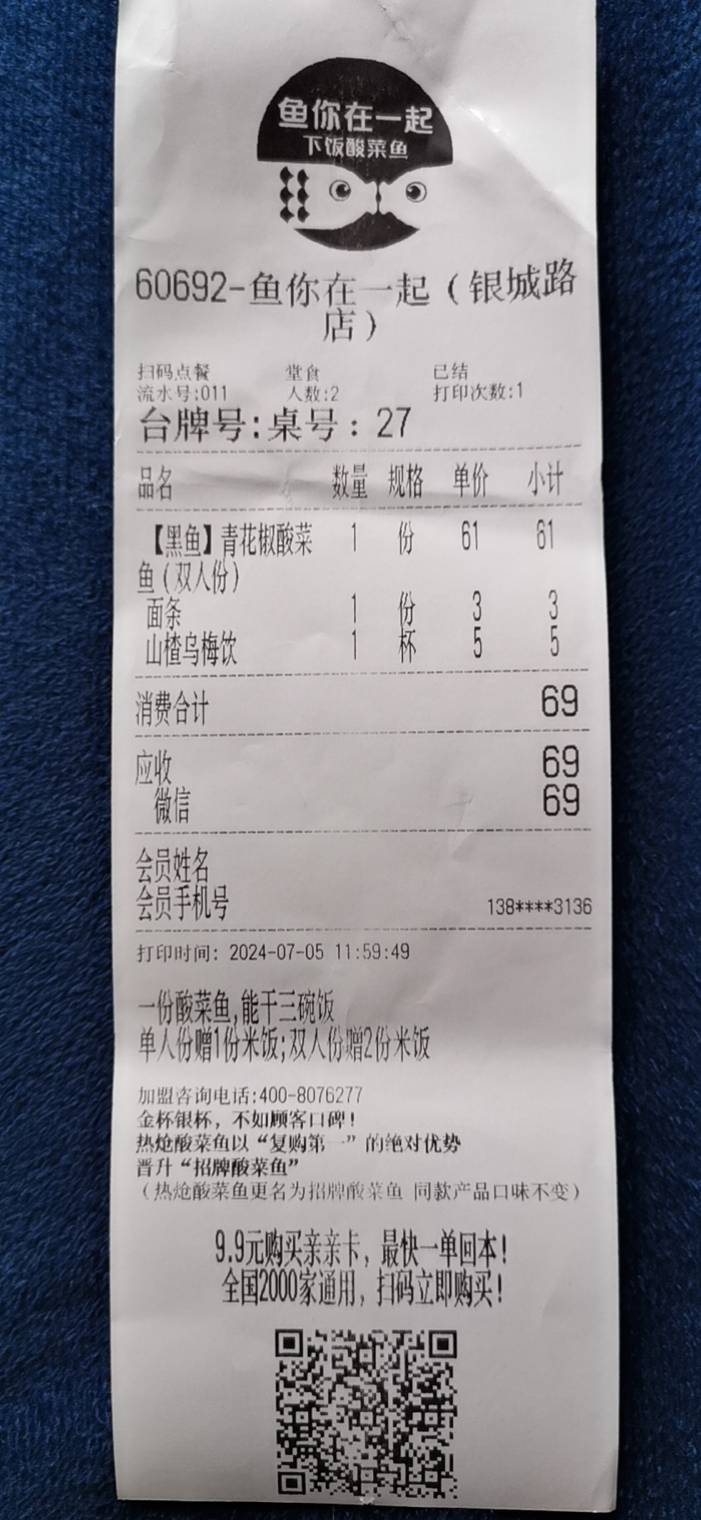 鱼你在一起
下饭酸菜鱼
60692-鱼你在一起（银城路
店）
扫码点餐 堂食 已结
流水号:011 人数:2 打印次数:1
台牌号:桌号：27
品名 数量 规格 单价 小计
【黑鱼】青花椒酸菜 1 份 61 61
鱼(双人份)
面条 1 份 3 3
山楂乌梅饮 1 杯 5 5
消费合计 69
应收 69
微信 69
会员姓名
会员手机号 138****3136
打印时间: 2024-07-05 11:59:49
一份酸菜鱼,能干三碗饭
单人份赠1份米饭;双人份赠2份米饭
加盟咨询电话:400-8076277
金杯银杯，不如顾客口碑！
热炝酸菜鱼以“复购第一”的绝对优势
晋升“招牌酸菜鱼”
（热炝酸菜鱼更名为招牌酸菜鱼 同款产品口味不变）
9.9元购买亲亲卡，最快一单回本！
全国2000家通用，扫码立即购买！